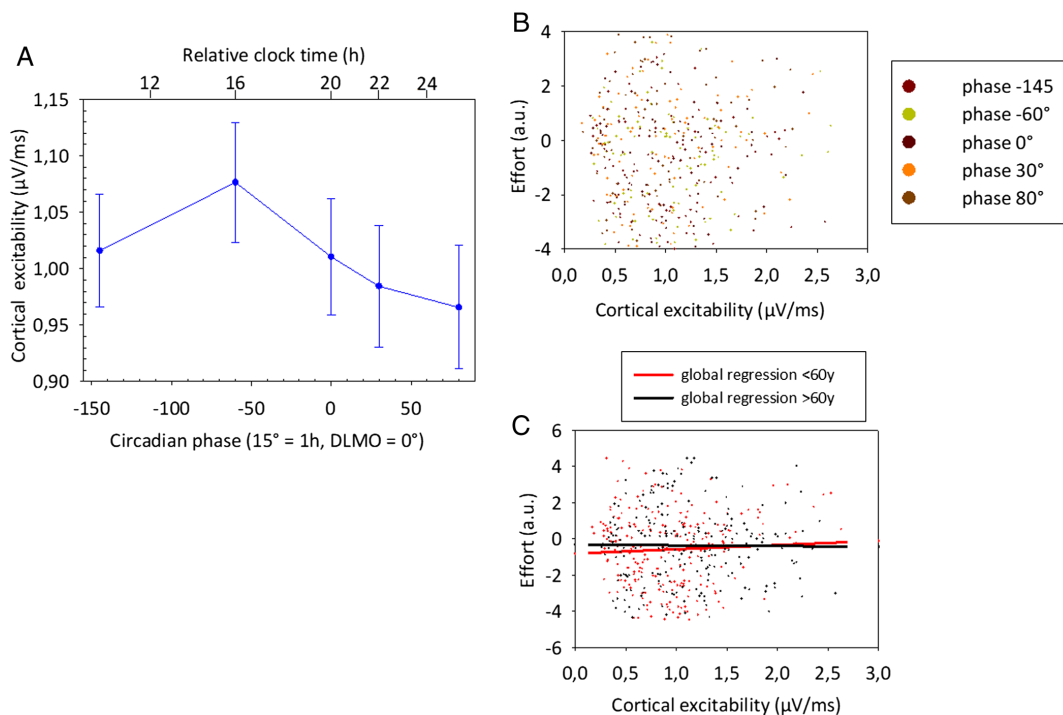 A
Relative clock time (h)
12 16 20 22 24
1,15
1,10
1,05
1,00
0,95
0,90
Cortical excitability (µV/ms)
-150 -100 -50 0 50
Circadian phase (15° = 1h, DLMO = 0°)
B
4
2
0
-2
-4
Effort (a.u.)
0,0 0,5 1,0 1,5 2,0 2,5 3,0
Cortical excitability (µV/ms)
phase -145
phase -60°
phase 0°
phase 30°
phase 80°
global regression <60y
global regression >60y
C
6
4
2
0
-2
-4
-6
Effort (a.u.)
0,0 0,5 1,0 1,5 2,0 2,5 3,0
Cortical excitability (µV/ms)